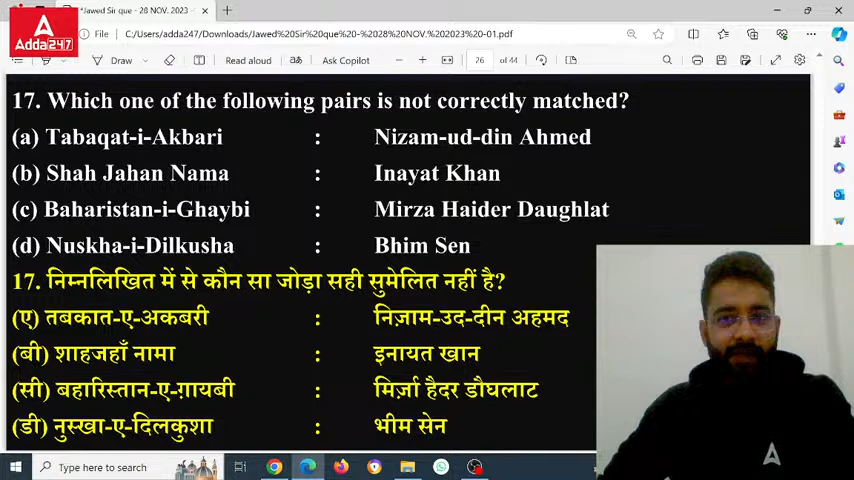 *Jawed Sir que - 28 NOV. 2023 -
Adda247
File
C:/Users/adda247/Downloads/Jawed%20Sir%20que%20-%2028%20NOV.%202023%20-01.pdf
Draw
Read aloud
Ask Copilot
26
of 44
17. Which one of the following pairs is not correctly matched?
(a) Tabaqat-i-Akbari : Nizam-ud-din Ahmed
(b) Shah Jahan Nama : Inayat Khan
(c) Baharistan-i-Ghaybi : Mirza Haider Daughlat
(d) Nuskha-i-Dilkusha : Bhim Sen
17. निम्नलिखित में से कौन सा जोड़ा सही सुमेलित नहीं है?
(ए) तबकात-ए-अकबरी : निज़ाम-उद-दीन अहमद
(बी) शाहजहाँ नामा : इनायत खान
(सी) बहारिस्तान-ए-ग़ायबी : मिर्ज़ा हैदर डौघलाट
(डी) नुस्खा-ए-दिलकुशा : भीम सेन
Type here to search